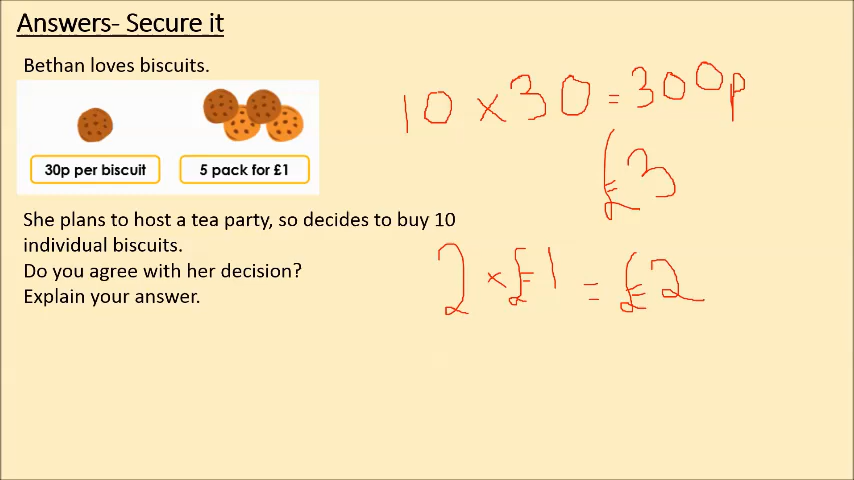 Answers- Secure it
Bethan loves biscuits.
30p per biscuit
5 pack for £1
She plans to host a tea party, so decides to buy 10
individual biscuits.
Do you agree with her decision?
Explain your answer.
10 × 30 = 300p
£3
2 × £1 = £2